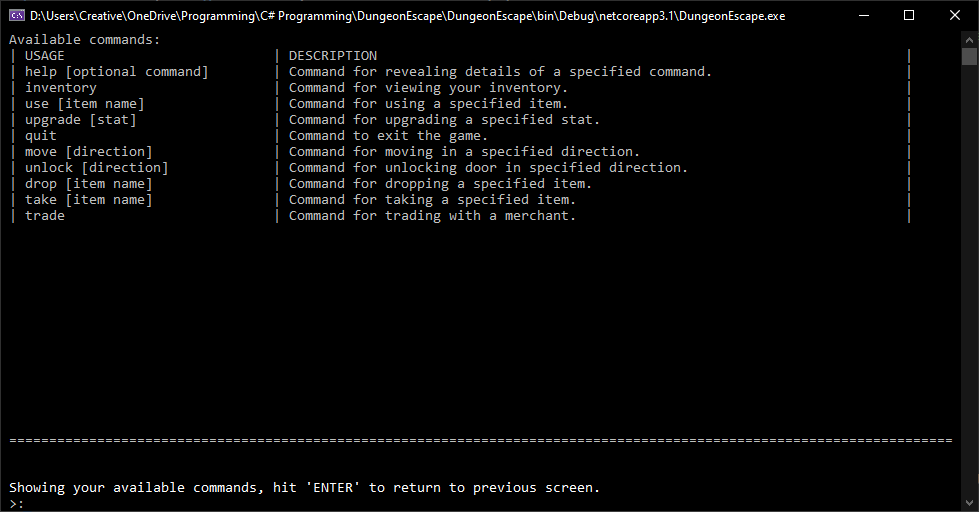 D:\Users\Creative\OneDrive\Programming\C# Programming\DungeonEscape\DungeonEscape\bin\Debug\netcoreapp3.1\DungeonEscape.exe
Available commands:
| USAGE | DESCRIPTION |
| help [optional command] | Command for revealing details of a specified command. |
| inventory | Command for viewing your inventory. |
| use [item name] | Command for using a specified item. |
| upgrade [stat] | Command for upgrading a specified stat. |
| quit | Command to exit the game. |
| move [direction] | Command for moving in a specified direction. |
| unlock [direction] | Command for unlocking door in specified direction. |
| drop [item name] | Command for dropping a specified item. |
| take [item name] | Command for taking a specified item. |
| trade | Command for trading with a merchant. |
======================================================================================================================
Showing your available commands, hit 'ENTER' to return to previous screen.
>: